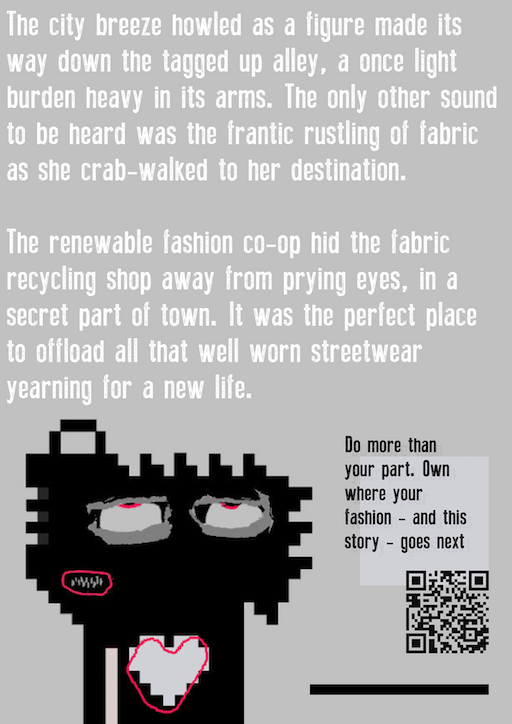 The city breeze howled as a figure made its
way down the tagged up alley, a once light
burden heavy in its arms. The only other sound
to be heard was the frantic rustling of fabric
as she crab-walked to her destination.
The renewable fashion co-op hid the fabric
recycling shop away from prying eyes, in a
secret part of town. It was the perfect place
to offload all that well worn streetwear
yearning for a new life.
Do more than
your part. Own
where your
fashion - and this
story - goes next